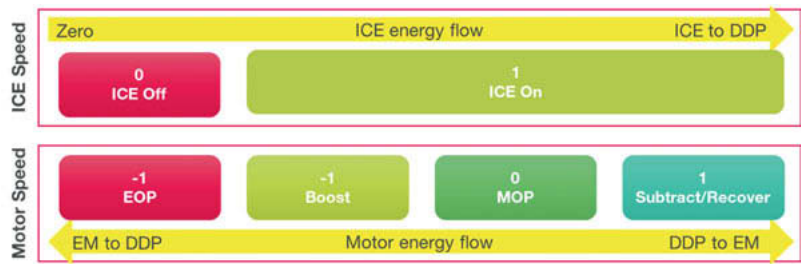 ICE Speed
Zero ICE energy flow ICE to DDP
0
ICE Off
1
ICE On
Motor Speed
-1
EOP
-1
Boost
0
MOP
1
Subtract/Recover
EM to DDP Motor energy flow DDP to EM